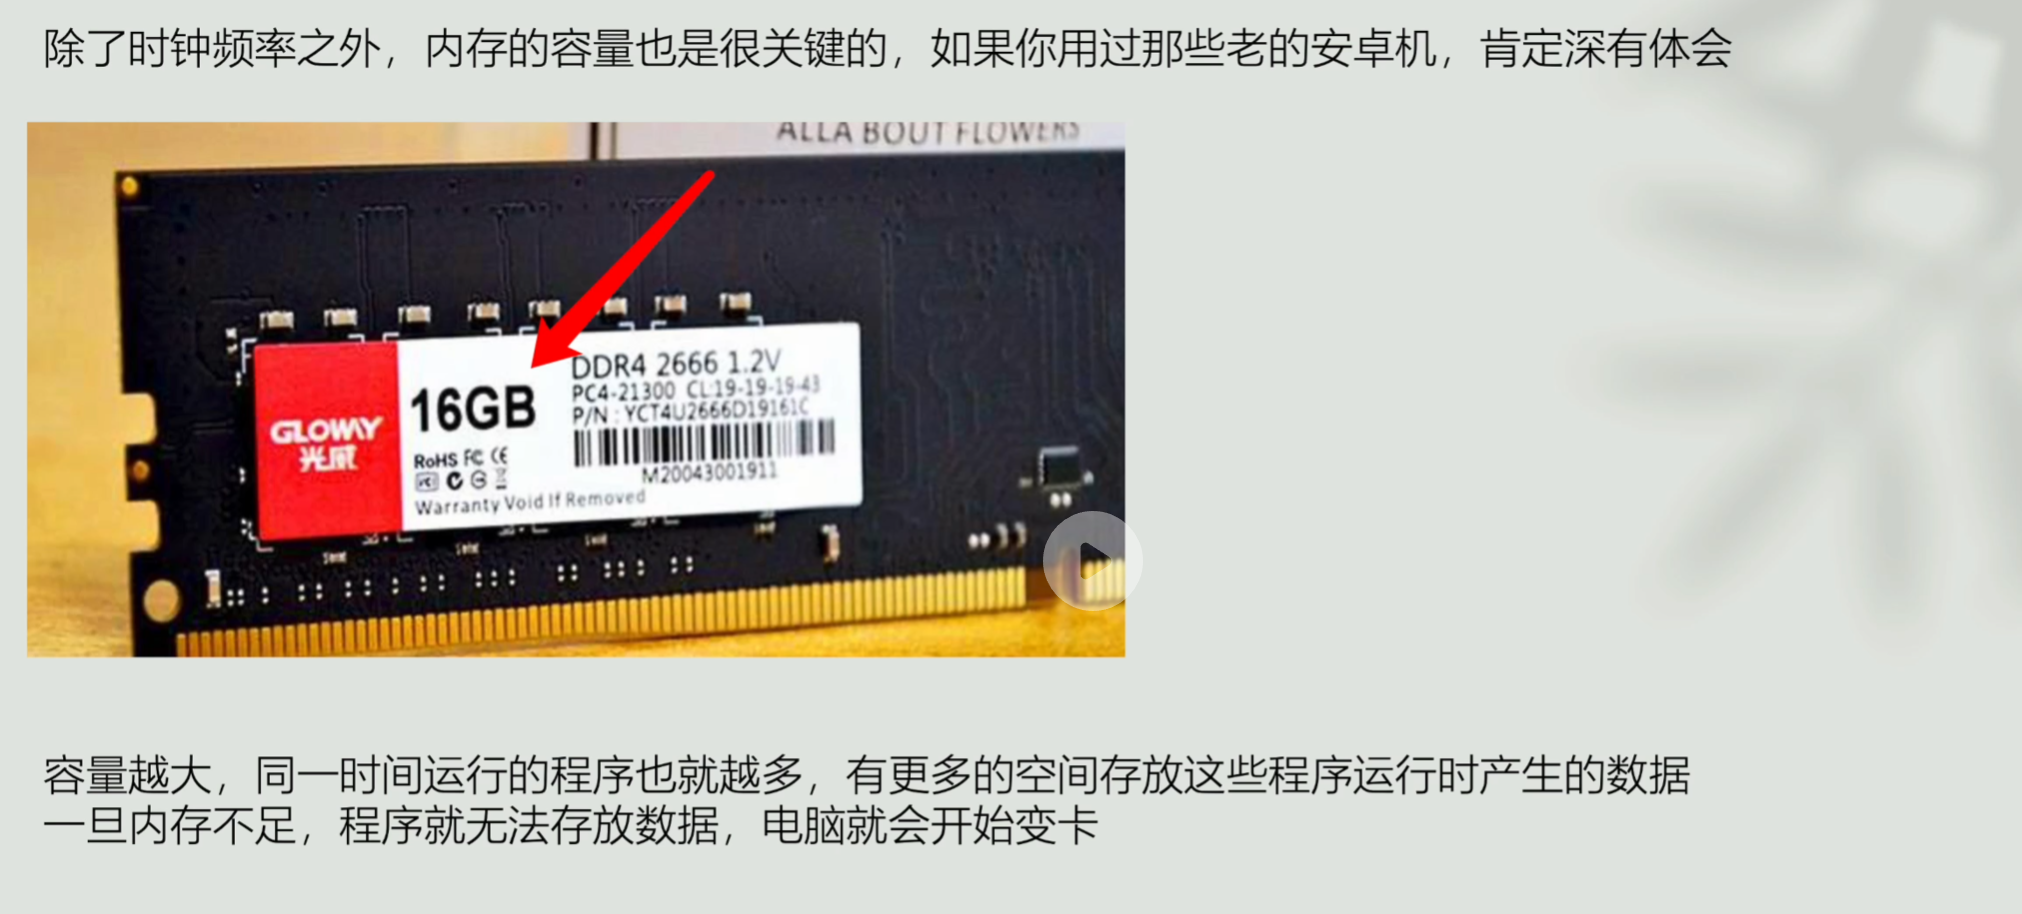 除了时钟频率之外，内存的容量也是很关键的，如果你用过那些老的安卓机，肯定深有体会
ALLA BOUT FLOWERS
DDR4 2666 1.2V
16GB
PC4-21300 CL:19-19-19-43
P/N : YCT4U2666D19161C
GLOWAY
光威
RoHS FC CE
M20043001911
Warranty Void If Removed
容量越大，同一时间运行的程序也就越多，有更多的空间存放这些程序运行时产生的数据
一旦内存不足，程序就无法存放数据，电脑就会开始变卡